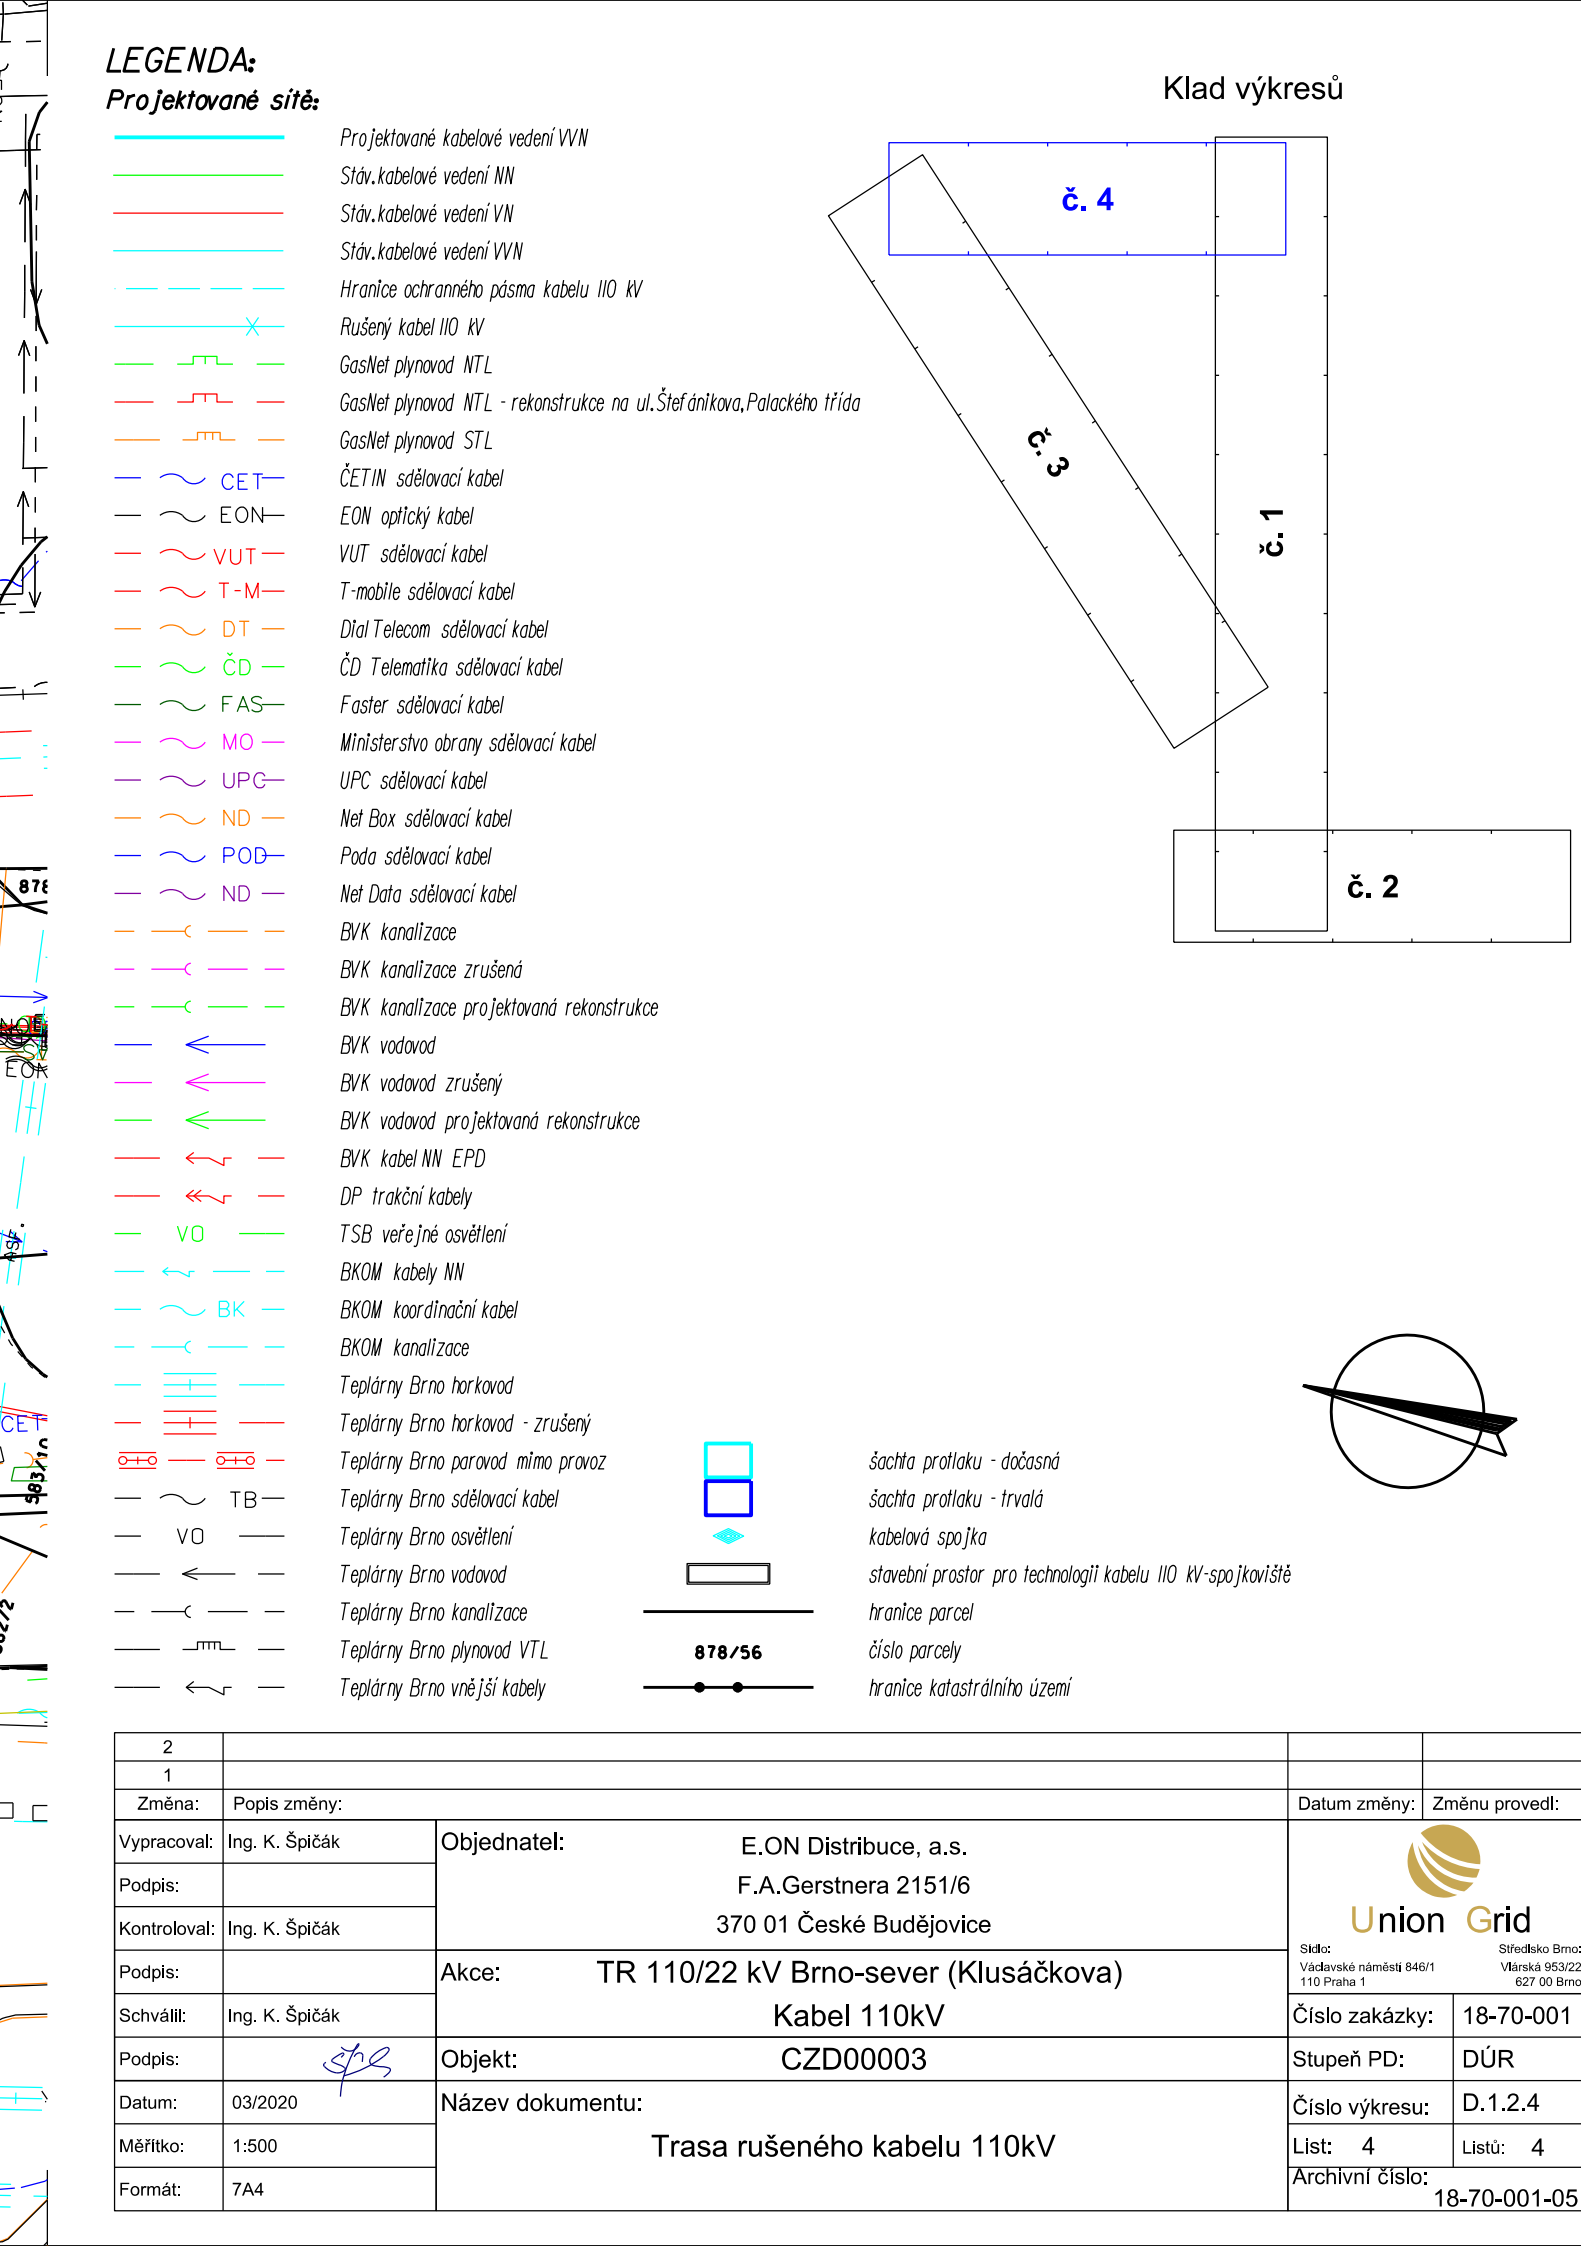 LEGENDA:
Projektované sítě:
Projektované kabelové vedení VVN
Stáv.kabelové vedení NN
Stáv.kabelové vedení VN
Stáv.kabelové vedení VVN
Hranice ochranného pásma kabelu 110 kV
Rušený kabel 110 kV
GasNet plynovod NTL
GasNet plynovod NTL - rekonstrukce na ul.Štefánikova,Palackého třída
GasNet plynovod STL
CET ČETIN sdělovací kabel
EON EON optický kabel
VUT VUT sdělovací kabel
T-M T-mobile sdělovací kabel
DT Dial Telecom sdělovací kabel
ČD ČD Telematika sdělovací kabel
FAS Faster sdělovací kabel
MO Ministerstvo obrany sdělovací kabel
UPC UPC sdělovací kabel
ND Net Box sdělovací kabel
POD Poda sdělovací kabel
ND Net Data sdělovací kabel
BVK kanalizace
BVK kanalizace zrušená
BVK kanalizace projektovaná rekonstrukce
BVK vodovod
BVK vodovod zrušený
BVK vodovod projektovaná rekonstrukce
BVK kabel NN EPD
DP trakční kabely
VO TSB veřejné osvětlení
BKOM kabely NN
BK BKOM koordinační kabel
BKOM kanalizace
Teplárny Brno horkovod
Teplárny Brno horkovod - zrušený
Teplárny Brno parovod mimo provoz
TB Teplárny Brno sdělovací kabel
VO Teplárny Brno osvětlení
Teplárny Brno vodovod
Teplárny Brno kanalizace
Teplárny Brno plynovod VTL
Teplárny Brno vnější kabely
šachta protlaku - dočasná
šachta protlaku - trvalá
kabelová spojka
stavební prostor pro technologii kabelu 110 kV-spojkoviště
hranice parcel
878/56 číslo parcely
hranice katastrálního území
Klad výkresů
č. 4
č. 3
č. 1
č. 2
878
EON
CET
583/10
2
1
Změna: Popis změny: Datum změny: Změnu provedl:
Vypracoval: Ing. K. Špičák
Podpis:
Kontroloval: Ing. K. Špičák
Podpis:
Schválil: Ing. K. Špičák
Podpis:
Datum: 03/2020
Měřítko: 1:500
Formát: 7A4
Objednatel: E.ON Distribuce, a.s.
F.A.Gerstnera 2151/6
370 01 České Budějovice
Akce: TR 110/22 kV Brno-sever (Klusáčkova)
Kabel 110kV
Objekt: CZD00003
Název dokumentu:
Trasa rušeného kabelu 110kV
Union Grid
Sídlo: Středisko Brno:
Václavské náměstí 846/1 Vlárská 953/22
110 Praha 1 627 00 Brno
Číslo zakázky: 18-70-001
Stupeň PD: DÚR
Číslo výkresu: D.1.2.4
List: 4 Listů: 4
Archivní číslo:
18-70-001-05